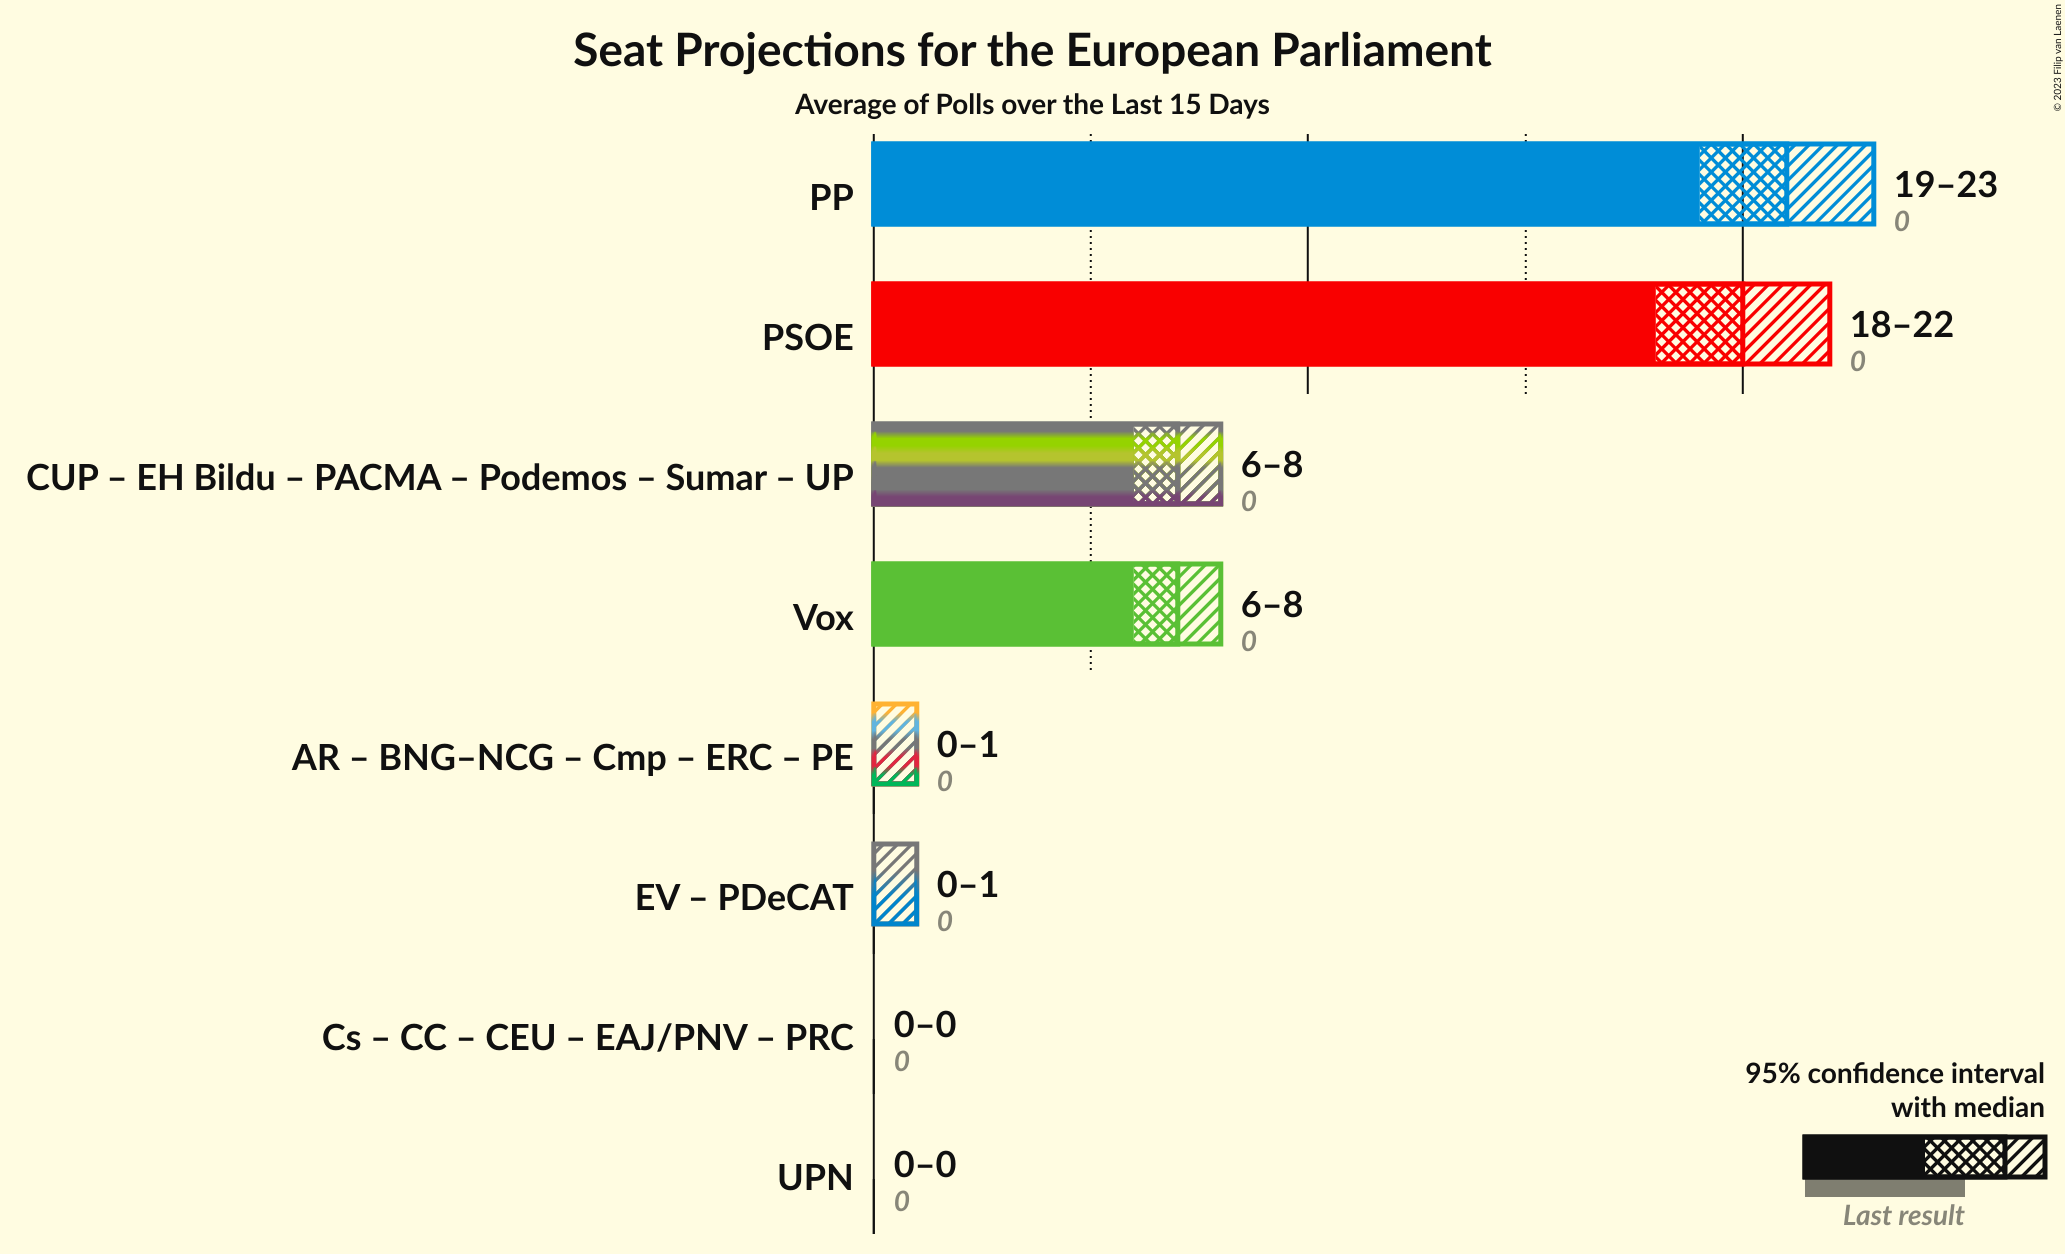 Seat Projections for the European Parliament
Average of Polls over the Last 15 Days
© 2023 Filip van Laenen
PP
19–23
0
PSOE
18–22
0
CUP – EH Bildu – PACMA – Podemos – Sumar – UP
6–8
0
Vox
6–8
0
AR – BNG–NCG – Cmp – ERC – PE
0–1
0
EV – PDeCAT
0–1
0
Cs – CC – CEU – EAJ/PNV – PRC
0–0
0
UPN
0–0
0
95% confidence interval
with median
Last result